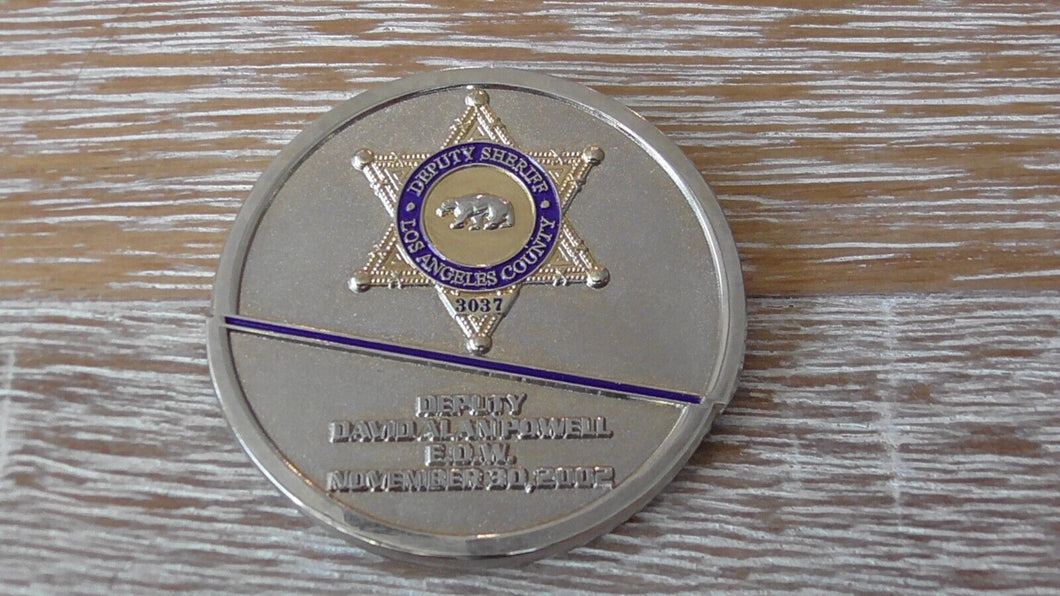 DEPUTY SHERIFF
LOS ANGELES COUNTY
3037
DEPUTY
DAVID ALAN POWELL
E.O.W.
NOVEMBER 30, 2002